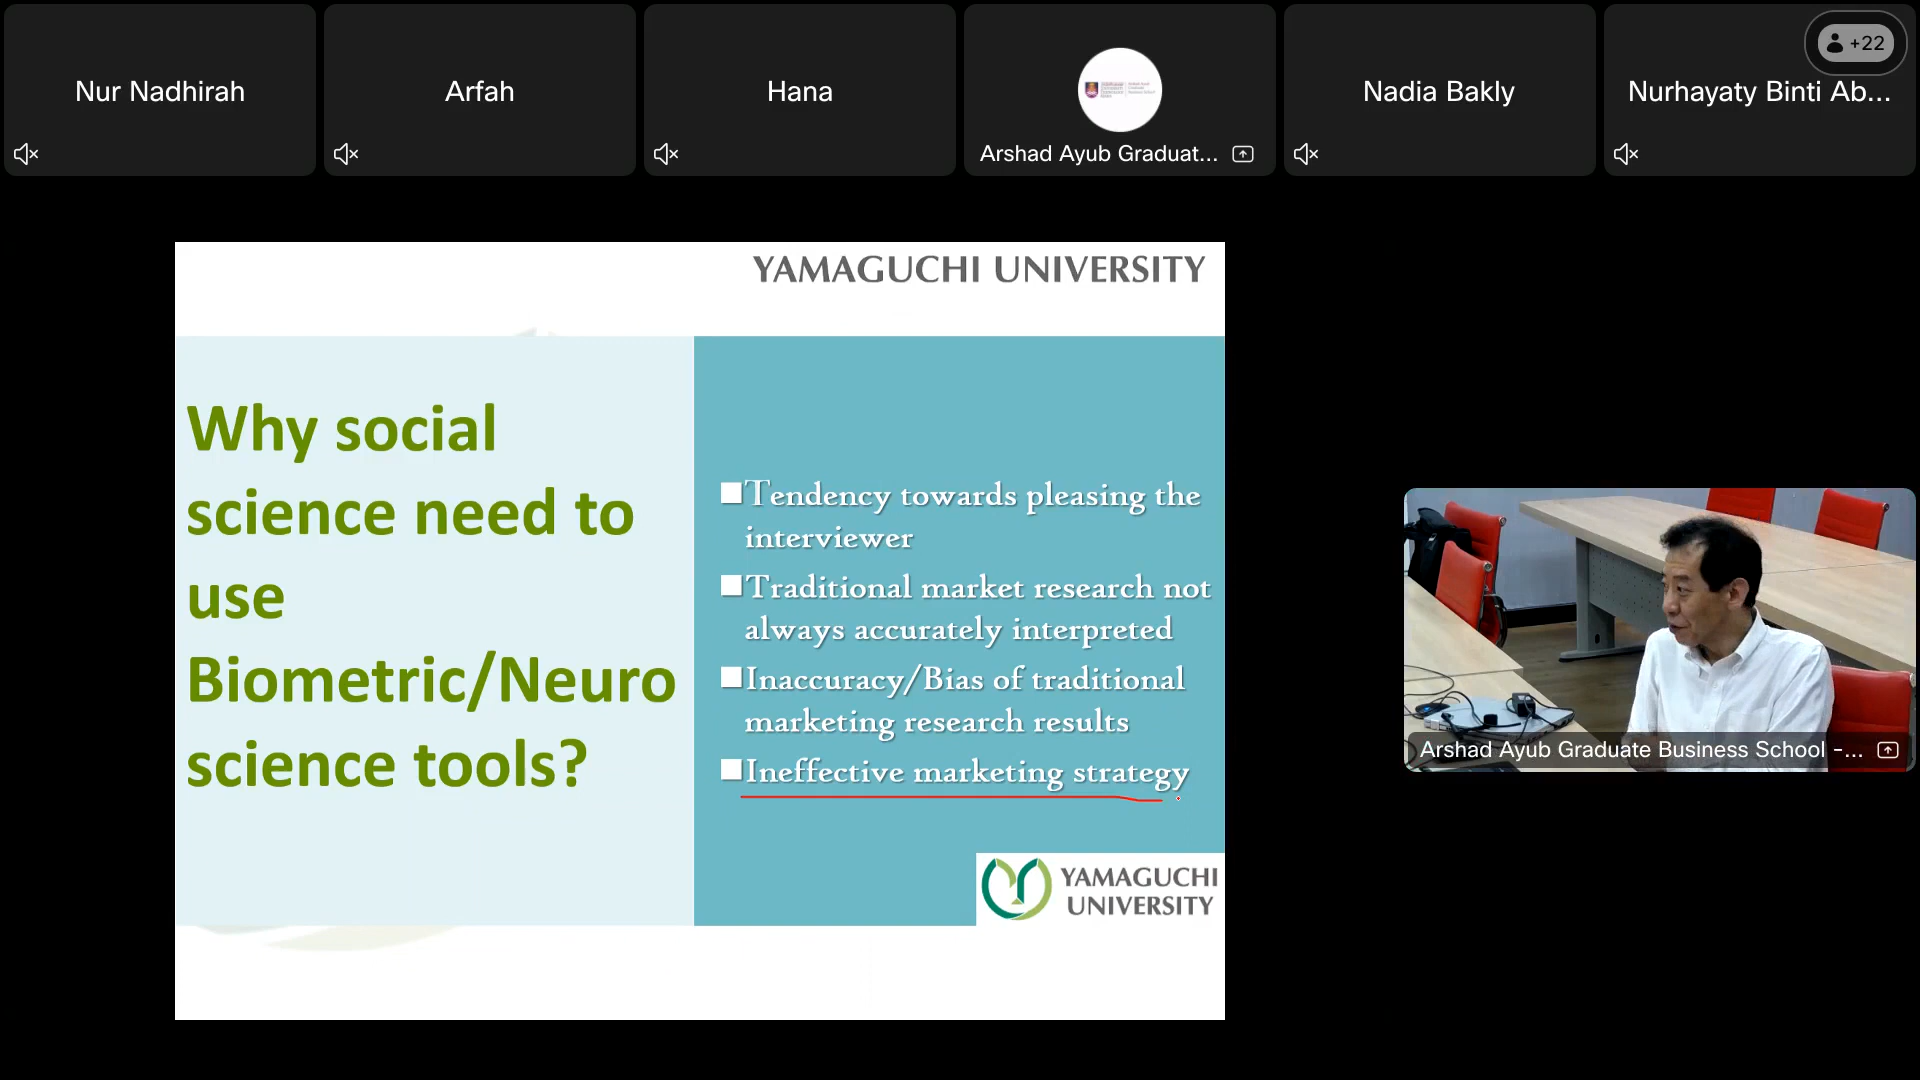 Nur Nadhirah
Arfah
Hana
Arshad Ayub Graduat...
Nadia Bakly
Nurhayaty Binti Ab...
+22
YAMAGUCHI UNIVERSITY
Why social
science need to
use
Biometric/Neuro
science tools?
Tendency towards pleasing the
interviewer
Traditional market research not
always accurately interpreted
Inaccuracy/Bias of traditional
marketing research results
Ineffective marketing strategy
YAMAGUCHI
UNIVERSITY
Arshad Ayub Graduate Business School -...